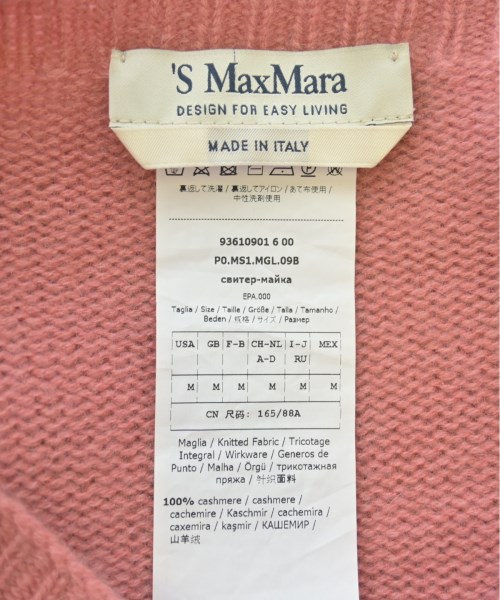 'S MaxMara
DESIGN FOR EASY LIVING
MADE IN ITALY
裏返して洗濯 / 裏返してアイロン / あて布使用 /
中性洗剤使用
93610901 6 00
P0.MS1.MGL.09B
свитер-майка
EPA.000
Taglia / Size / Taille / Größe / Talla / Tamanho /
Beden / 规格 / サイズ / Размер
USA GB F-B CH-NL I-J MEX
A-D RU
M M M M M M
CN 尺码: 165/88A
Maglia / Knitted Fabric / Tricotage
Integral / Wirkware / Generos de
Punto / Malha / Örgü / трикотажная
пряжа / 针织面料
100% cashmere / cashmere /
cachemire / Kaschmir / cachemira /
caxemira / kaşmir / КАШЕМИР /
山羊绒